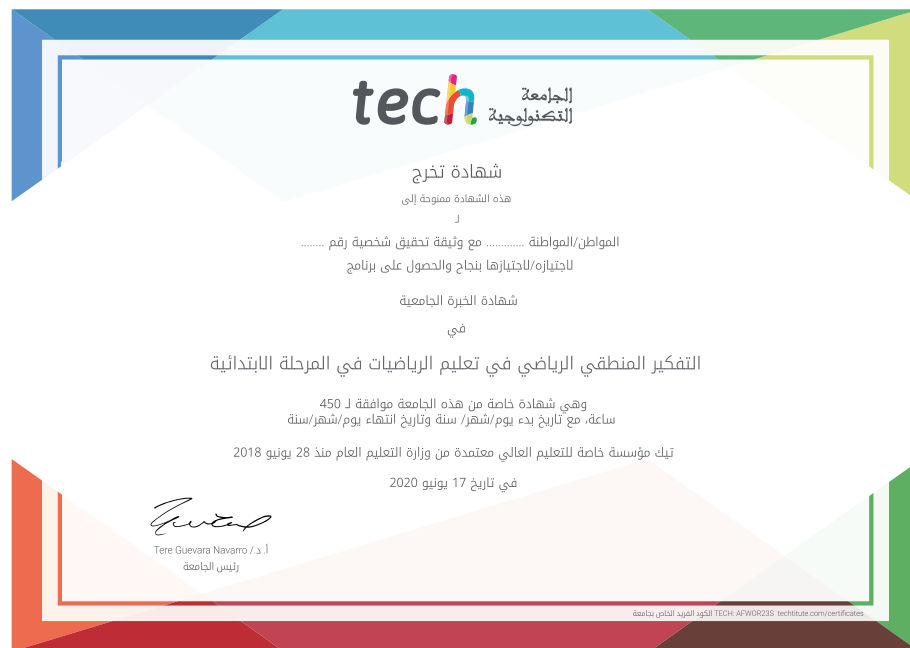 tech الجامعة
التكنولوجية
شهادة تخرج
هذه الشهادة ممنوحة إلى
لـ
المواطن/المواطنة ............ مع وثيقة تحقيق شخصية رقم ........
لاجتيازه/لاجتيازها بنجاح والحصول على برنامج
شهادة الخبرة الجامعية
في
التفكير المنطقي الرياضي في تعليم الرياضيات في المرحلة الابتدائية
وهي شهادة خاصة من هذه الجامعة موافقة لـ 450
ساعة، مع تاريخ بدء يوم/شهر/ سنة وتاريخ انتهاء يوم/شهر/سنة
تيك مؤسسة خاصة للتعليم العالي معتمدة من وزارة التعليم العام منذ 28 يونيو 2018
في تاريخ 17 يونيو 2020
أ. د./ Tere Guevara Navarro
رئيس الجامعة
الكود الفريد الخاص بجامعة TECH: AFWOR23S techtitute.com/certificates